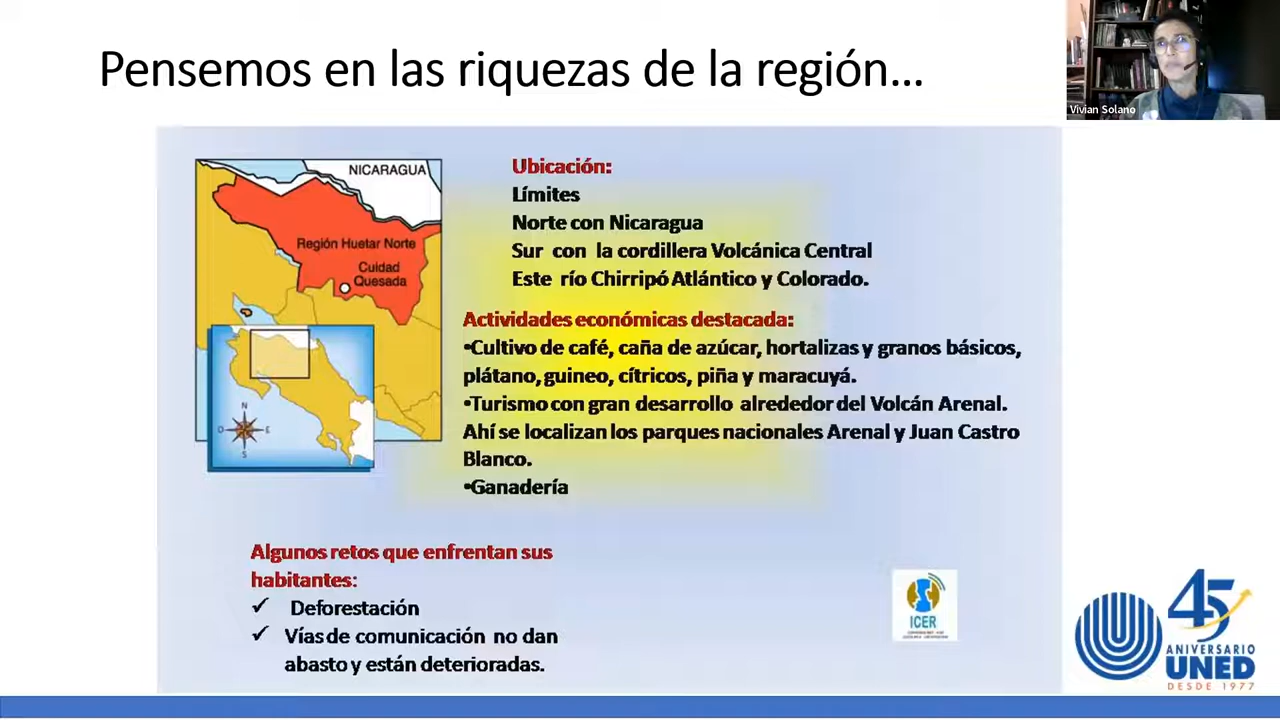 Pensemos en las riquezas de la región...
Vivian Solano
NICARAGUA
Región Huetar Norte
Cuidad
Quesada
N
O
E
S
Ubicación:
Límites
Norte con Nicaragua
Sur con la cordillera Volcánica Central
Este río Chirripó Atlántico y Colorado.
Actividades económicas destacada:
•Cultivo de café, caña de azúcar, hortalizas y granos básicos,
plátano, guineo, cítricos, piña y maracuyá.
•Turismo con gran desarrollo alrededor del Volcán Arenal.
Ahí se localizan los parques nacionales Arenal y Juan Castro
Blanco.
•Ganadería
Algunos retos que enfrentan sus
habitantes:
✓ Deforestación
✓ Vías de comunicación no dan
abasto y están deterioradas.
ICER
45
ANIVERSARIO
UNED
DESDE 1977